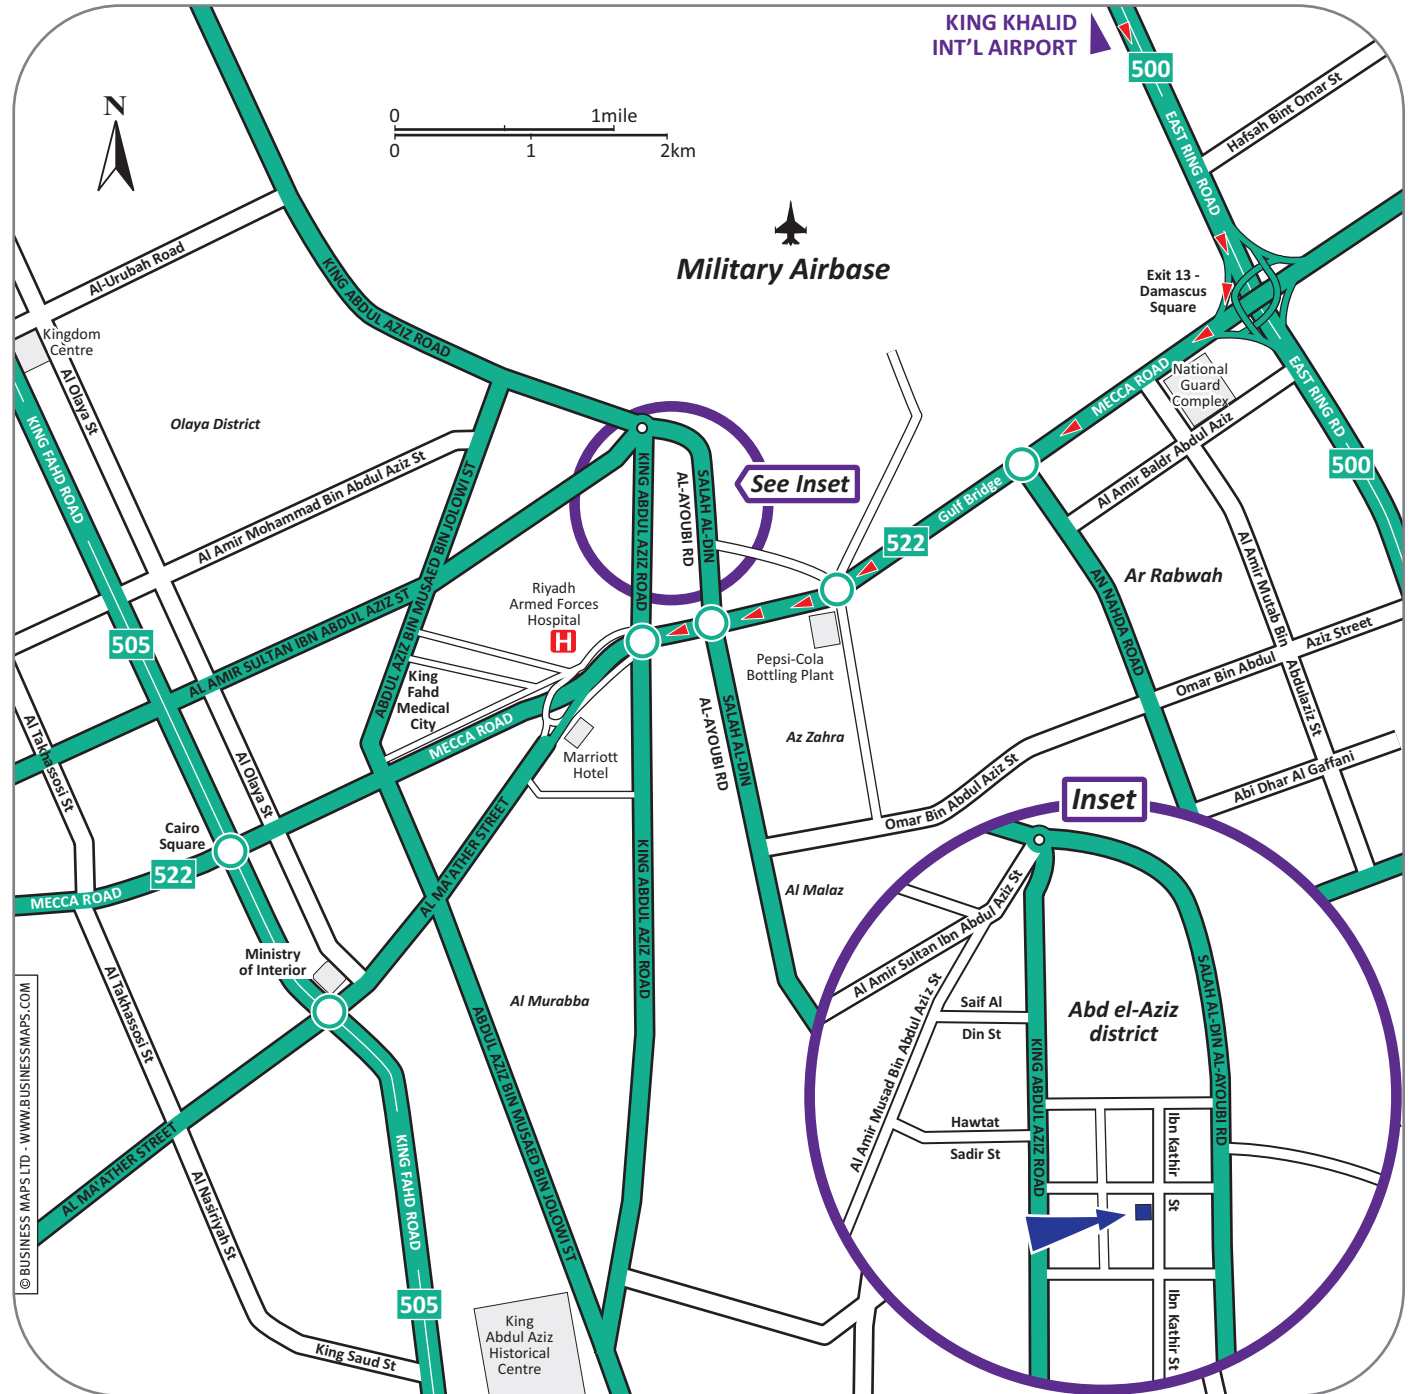 KING KHALID
INT'L AIRPORT
500
N
0
1mile
0
1
2km
EAST RING ROAD
Hafsah Bint Omar St
Al-Urubah Road
KING ABDUL AZIZ ROAD
Military Airbase
Exit 13 -
Damascus
Square
Kingdom
Centre
Al Olaya St
Olaya District
KING FAHD ROAD
MECCA ROAD
National
Guard
Complex
EAST RING RD
500
Al Amir Baldr Abdul Aziz
Al Amir Mohammad Bin Abdul Aziz St
ABDUL AZIZ BIN MUSAED BIN JOLOWI ST
KING ABDUL AZIZ ROAD
AL-AYOUBI RD
SALAH AL-DIN
See Inset
Gulf Bridge
522
AN NAHDA ROAD
Ar Rabwah
Al Amir Mutab Bin
Abdulaziz St
505
AL AMIR SULTAN IBN ABDUL AZIZ ST
Riyadh
Armed Forces
Hospital
H
Pepsi-Cola
Bottling Plant
Omar Bin Abdul
Aziz Street
King
Fahd
Medical
City
MECCA ROAD
Marriott
Hotel
AL-AYOUBI RD
SALAH AL-DIN
Az Zahra
Al Takhassosi St
Al Olaya St
Abi Dhar Al Gaffani
Omar Bin Abdul Aziz St
Inset
Cairo
Square
522
MECCA ROAD
AL MA'ATHER STREET
KING ABDUL AZIZ ROAD
Al Malaz
Ministry
of Interior
Al Takhassosi St
Al Murabba
ABDUL AZIZ BIN MUSAED BIN JOLOWI ST
Al Amir Sultan Ibn Abdul Aziz St
Al Amir Musad Bin Abdul Aziz St
Saif Al
Din St
Abd el-Aziz
district
SALAH AL-DIN AL-AYOUBI RD
KING ABDUL AZIZ ROAD
Hawtat
Sadir St
Ibn Kathir
St
Ibn Kathir St
AL MA'ATHER STREET
Al Nasiriyah St
KING FAHD ROAD
505
King Saud St
King
Abdul Aziz
Historical
Centre
© BUSINESS MAPS LTD - WWW.BUSINESSMAPS.COM